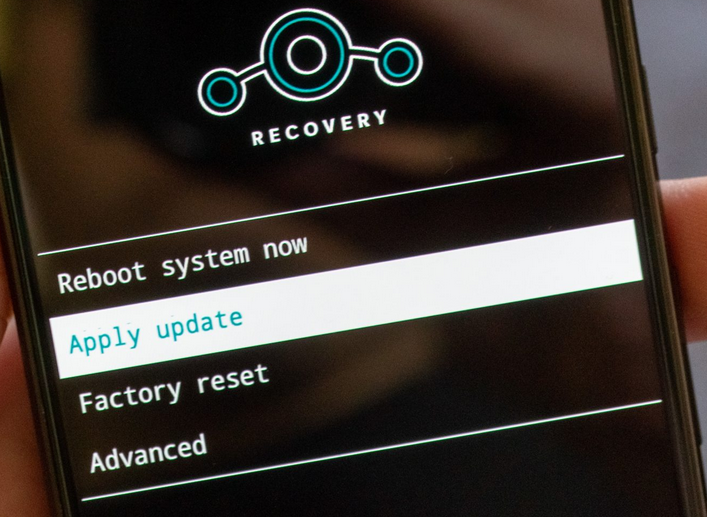 RECOVERY
Reboot system now
Apply update
Factory reset
Advanced